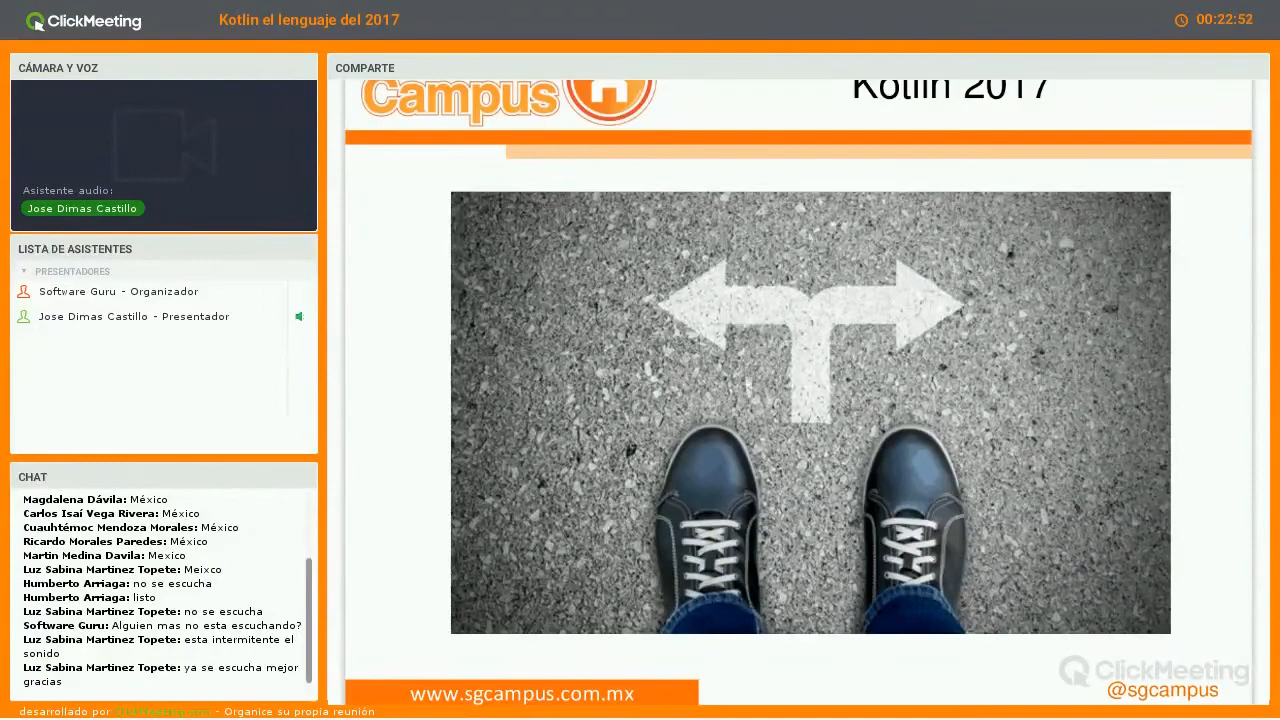 ClickMeeting
Kotlin el lenguaje del 2017
00:22:52
CÁMARA Y VOZ
Asistente audio:
Jose Dimas Castillo
LISTA DE ASISTENTES
PRESENTADORES
Software Guru - Organizador
Jose Dimas Castillo - Presentador
CHAT
Magdalena Dávila: México
Carlos Isaí Vega Rivera: México
Cuauhtémoc Mendoza Morales: México
Ricardo Morales Paredes: México
Martin Medina Davila: Mexico
Luz Sabina Martinez Topete: Meixco
Humberto Arriaga: no se escucha
Humberto Arriaga: listo
Luz Sabina Martinez Topete: no se escucha
Software Guru: Alguien mas no esta escuchando?
Luz Sabina Martinez Topete: esta intermitente el
sonido
Luz Sabina Martinez Topete: ya se escucha mejor
gracias
desarrollado por ClickMeeting.com - Organice su propia reunión
COMPARTE
Campus
Kotlin 2017
www.sgcampus.com.mx
ClickMeeting
@sgcampus